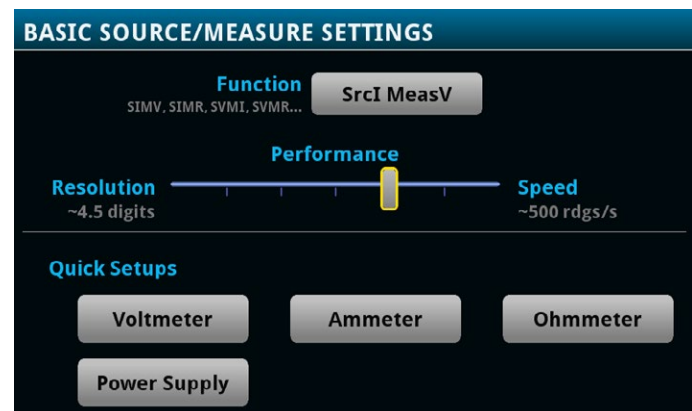 BASIC SOURCE/MEASURE SETTINGS
Function
SIMV, SIMR, SVMI, SVMR...
SrcI MeasV
Performance
Resolution
~4.5 digits
Speed
~500 rdgs/s
Quick Setups
Voltmeter
Ammeter
Ohmmeter
Power Supply